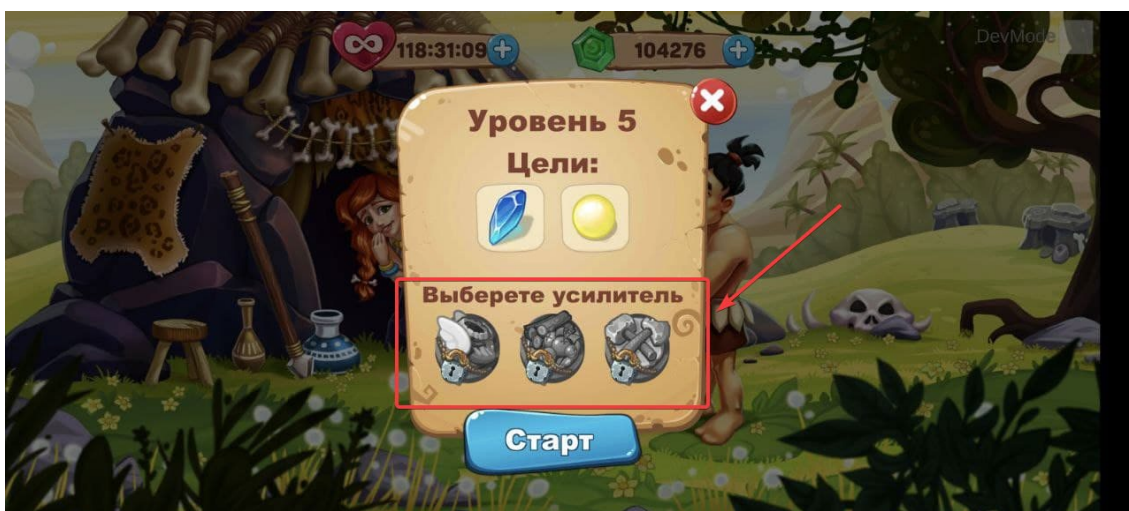 118:31:09
104276
DevMode
Уровень 5
Цели:
Выберете усилитель
Старт